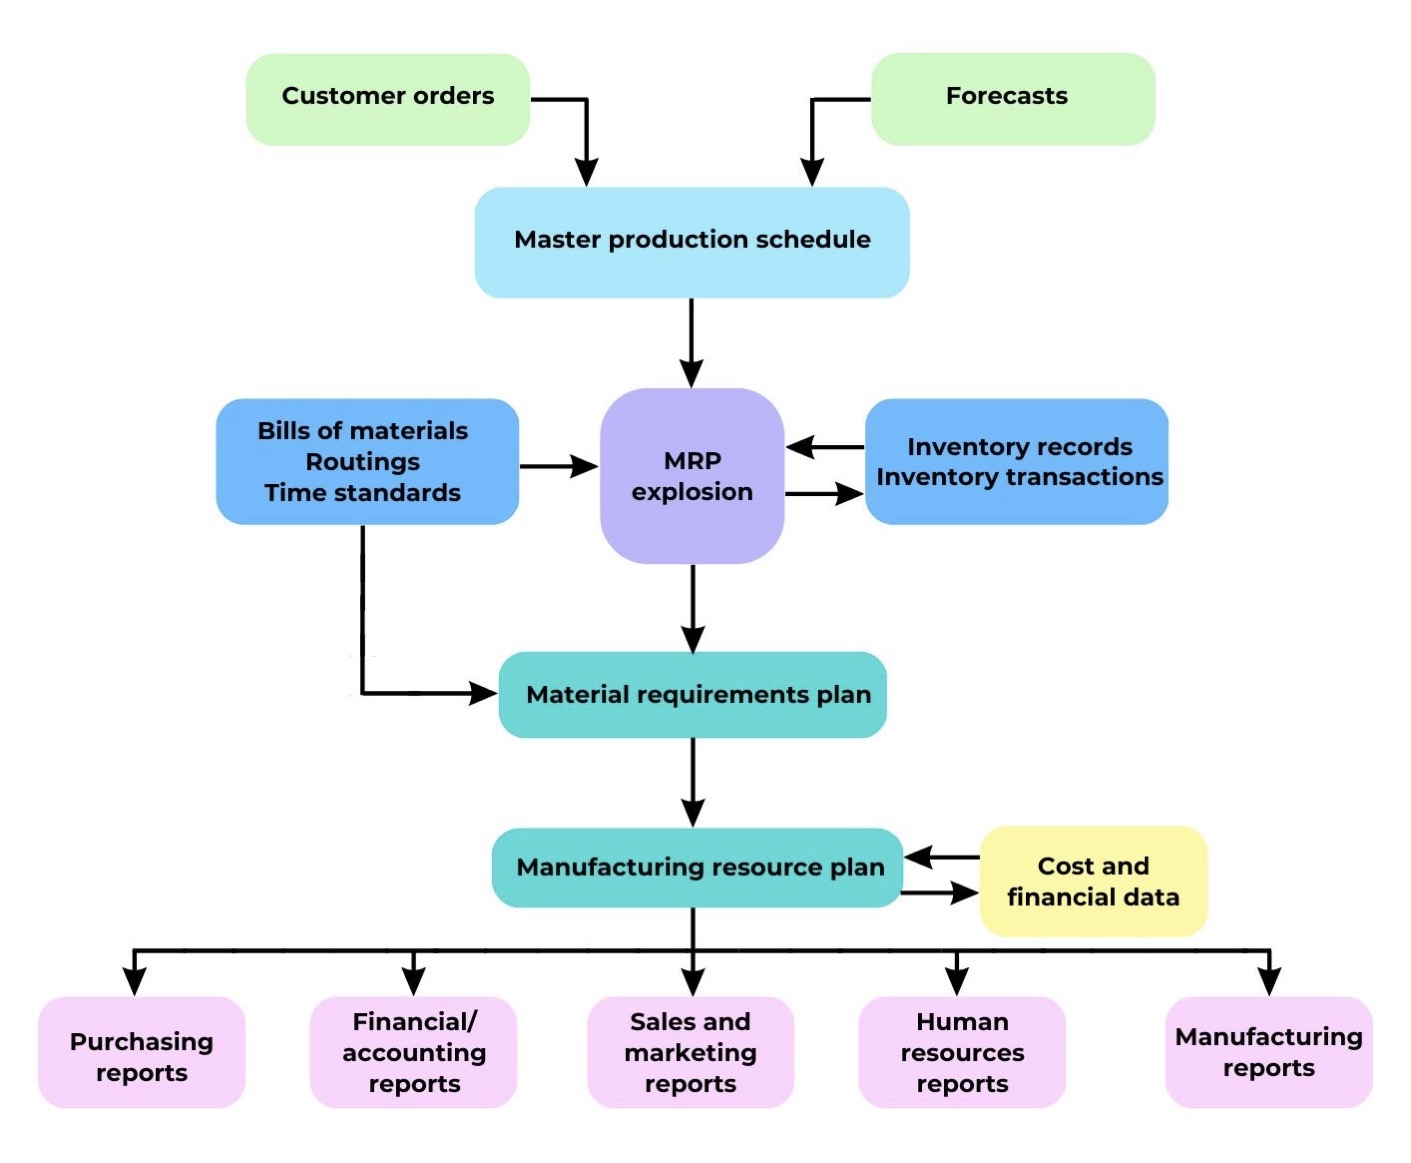 Customer orders
Forecasts
Master production schedule
Bills of materials
Routings
Time standards
MRP
explosion
Inventory records
Inventory transactions
Material requirements plan
Manufacturing resource plan
Cost and
financial data
Purchasing
reports
Financial/
accounting
reports
Sales and
marketing
reports
Human
resources
reports
Manufacturing
reports